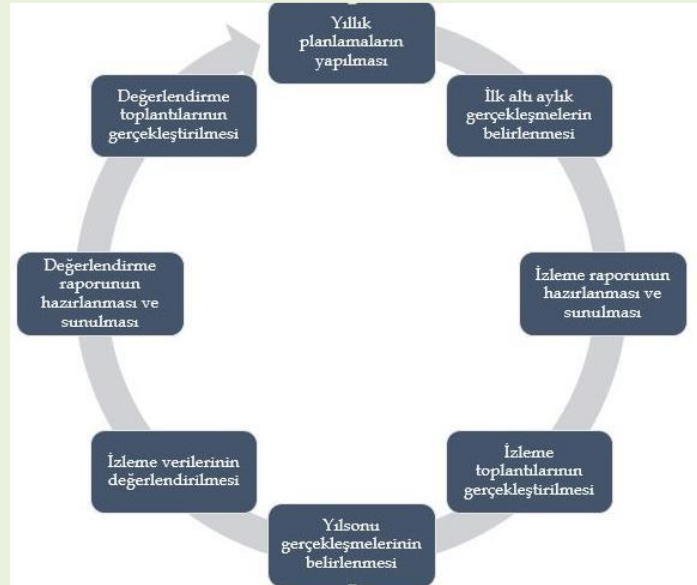 Yıllık
planlamaların
yapılması
İlk altı aylık
gerçekleşmelerin
belirlenmesi
İzleme raporunun
hazırlanması ve
sunulması
İzleme
toplantılarının
gerçekleştirilmesi
Yılsonu
gerçekleşmelerinin
belirlenmesi
İzleme verilerinin
değerlendirilmesi
Değerlendirme
raporunun
hazırlanması ve
sunulması
Değerlendirme
toplantılarının
gerçekleştirilmesi